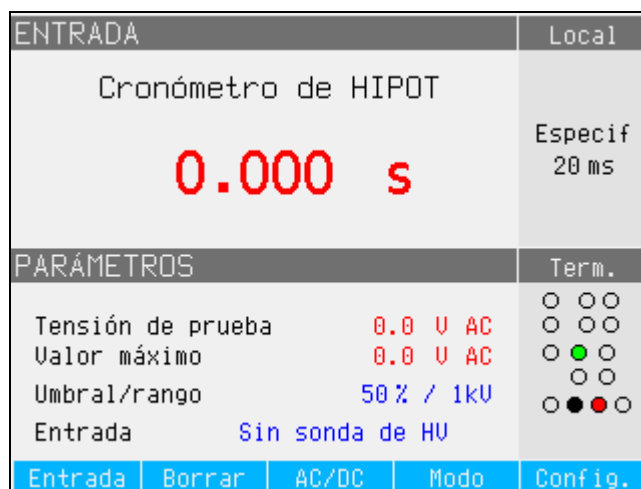 ENTRADA
Local
Cronómetro de HIPOT
0.000 s
Especif
20 ms
PARÁMETROS
Term.
Tensión de prueba 0.0 V AC
Valor máximo 0.0 V AC
Umbral/rango 50 % / 1kV
Entrada Sin sonda de HV
Entrada Borrar AC/DC Modo Config.